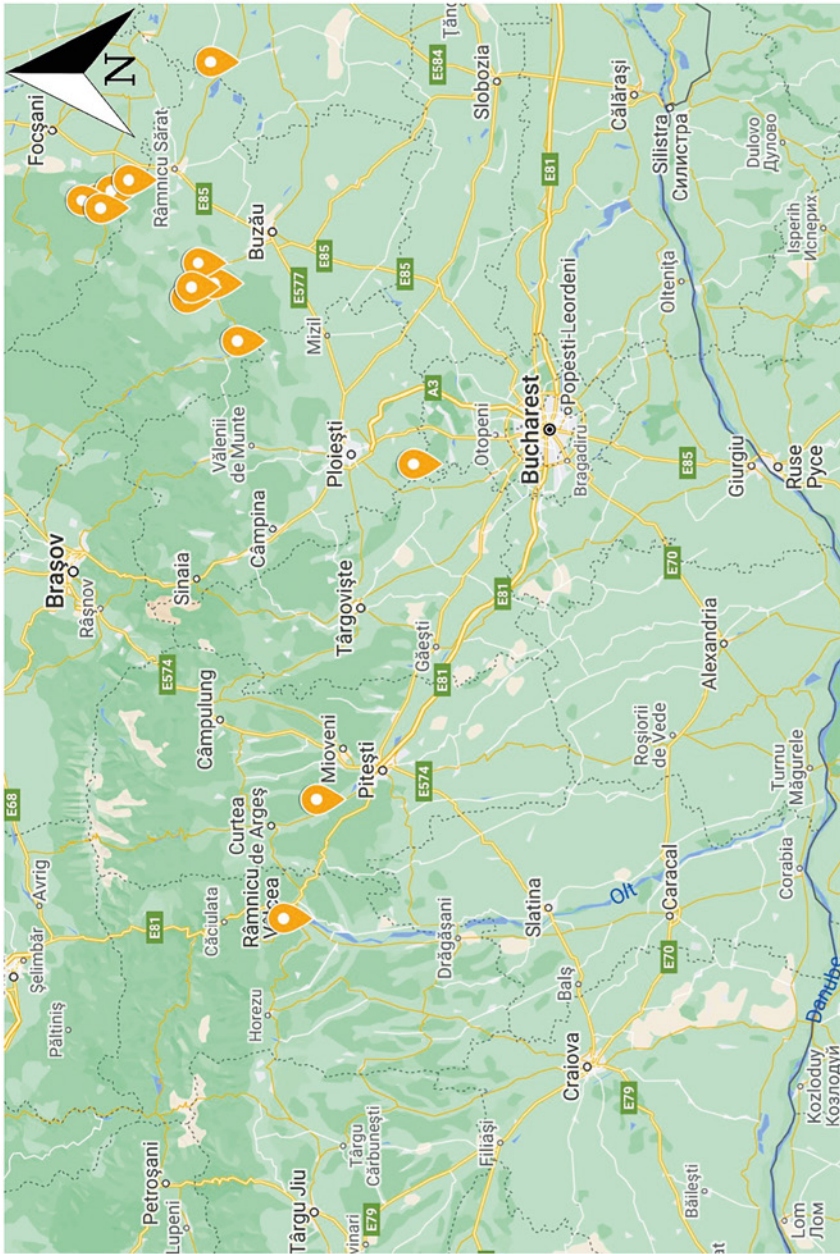 E68
Șelimbăr
Avrig
Focșani
Brașov
Râșnov
N
Păltiniș
E81
E574
Petroșani
Lupeni
Râmnicu Sărat
Sinaia
E85
Căciulata
Câmpulung
Vălenii
de Munte
Curtea
de Argeș
Râmnicu
Vâlcea
Horezu
Câmpina
Buzău
Târgu Jiu
Mioveni
E577
Mizil
E85
Ploiești
Târgoviște
Târgu
Cărbunești
Pitești
vinari
E79
E574
Găești
E85
A3
E584
Țăno
Drăgășani
E81
Otopeni
Slobozia
Filiași
E81
Slatina
Bucharest
E81
Popesti-Leordeni
Bragadiru
Balș
Craiova
Olt
Călărași
E79
Caracal
E70
Roșiorii
de Vede
E70
E85
Oltenița
Silistra
Силистра
Băilești
Alexandria
Giurgiu
Dulovo
Дулово
Ruse
Русе
Turnu
Măgurele
Corabia
Isperih
Исперих
Lom
Лом
Kozloduy
Козлодуй
Danube